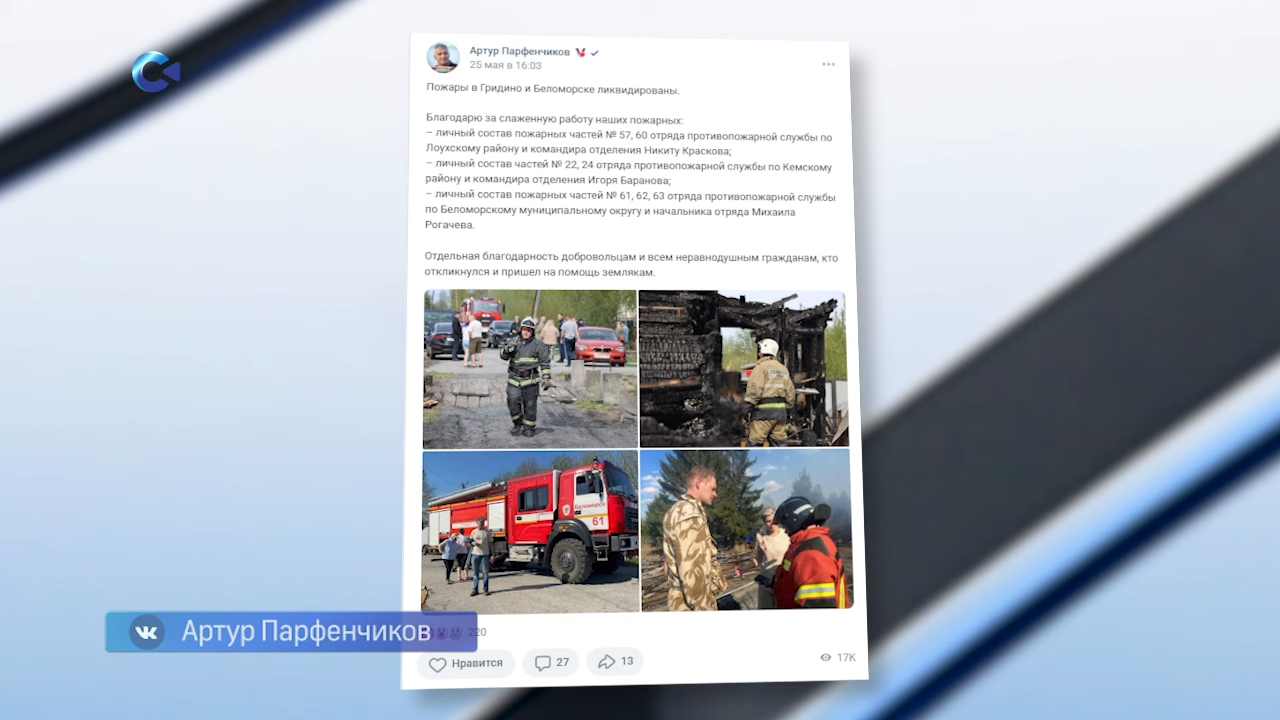 Артур Парфенчиков
25 мая в 16:03
Пожары в Гридино и Беломорске ликвидированы.
Благодарю за слаженную работу наших пожарных:
– личный состав пожарных частей № 57, 60 отряда противопожарной службы по
Лоухскому району и командира отделения Никиту Краскова;
– личный состав частей № 22, 24 отряда противопожарной службы по Кемскому
району и командира отделения Игоря Баранова;
– личный состав пожарных частей № 61, 62, 63 отряда противопожарной службы
по Беломорскому муниципальному округу и начальника отряда Михаила
Рогачева.
Отдельная благодарность добровольцам и всем неравнодушным гражданам, кто
откликнулся и пришел на помощь землякам.
Беломорск
61
220
Артур Парфенчиков
Нравится
27
13
17K